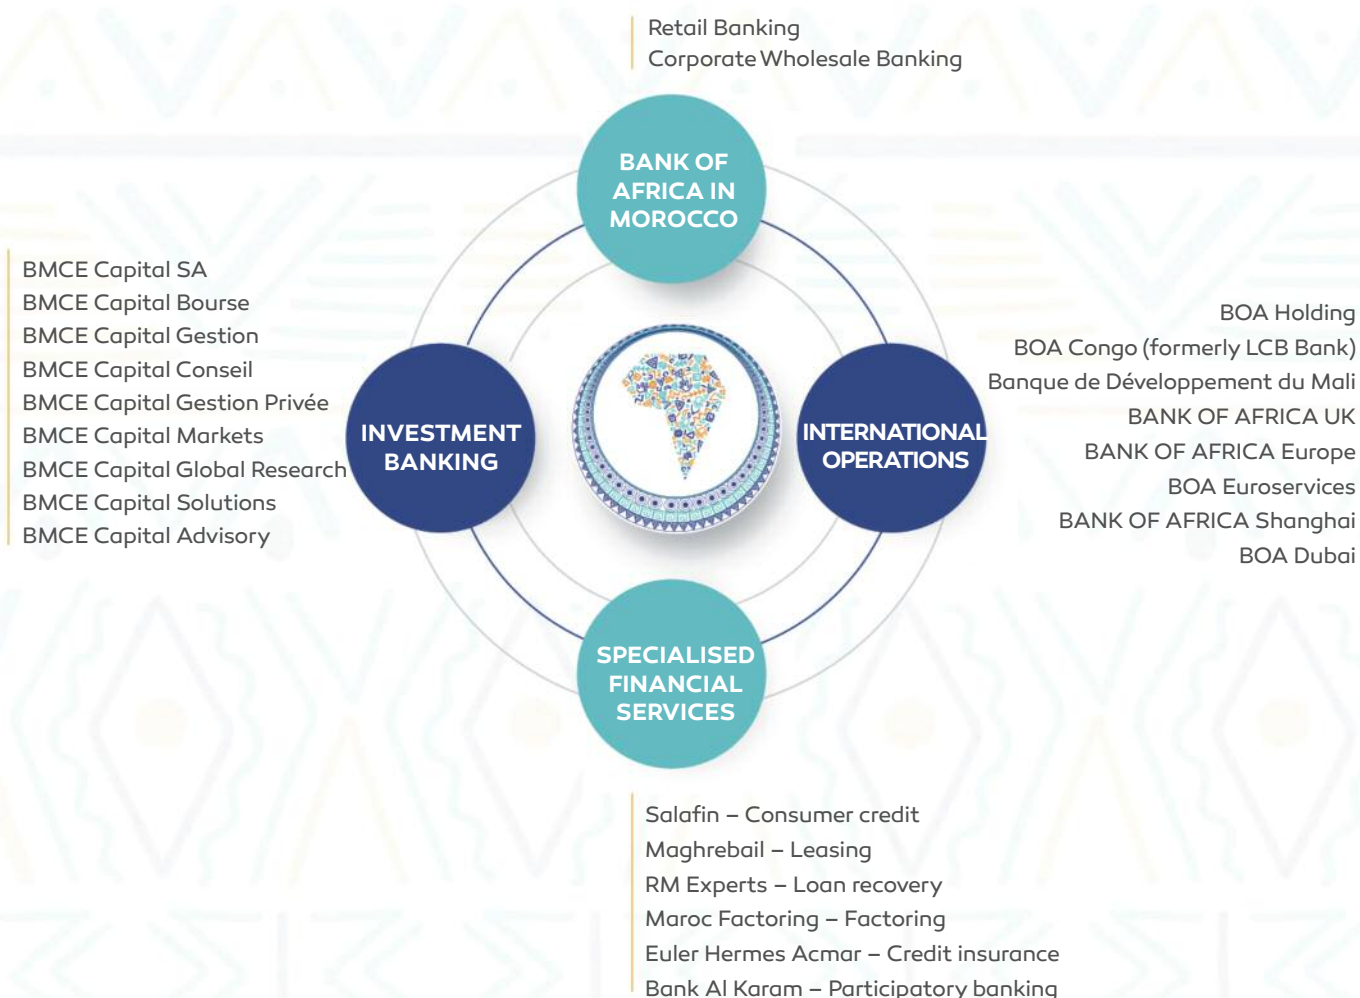 Retail Banking
Corporate Wholesale Banking
BANK OF
AFRICA IN
MOROCCO
BMCE Capital SA
BMCE Capital Bourse
BMCE Capital Gestion
BMCE Capital Conseil
BMCE Capital Gestion Privée
BMCE Capital Markets
BMCE Capital Global Research
BMCE Capital Solutions
BMCE Capital Advisory
INVESTMENT
BANKING
INTERNATIONAL
OPERATIONS
BOA Holding
BOA Congo (formerly LCB Bank)
Banque de Développement du Mali
BANK OF AFRICA UK
BANK OF AFRICA Europe
BOA Euroservices
BANK OF AFRICA Shanghai
BOA Dubai
SPECIALISED
FINANCIAL
SERVICES
Salafin – Consumer credit
Maghrebail – Leasing
RM Experts – Loan recovery
Maroc Factoring – Factoring
Euler Hermes Acmar – Credit insurance
Bank Al Karam – Participatory banking